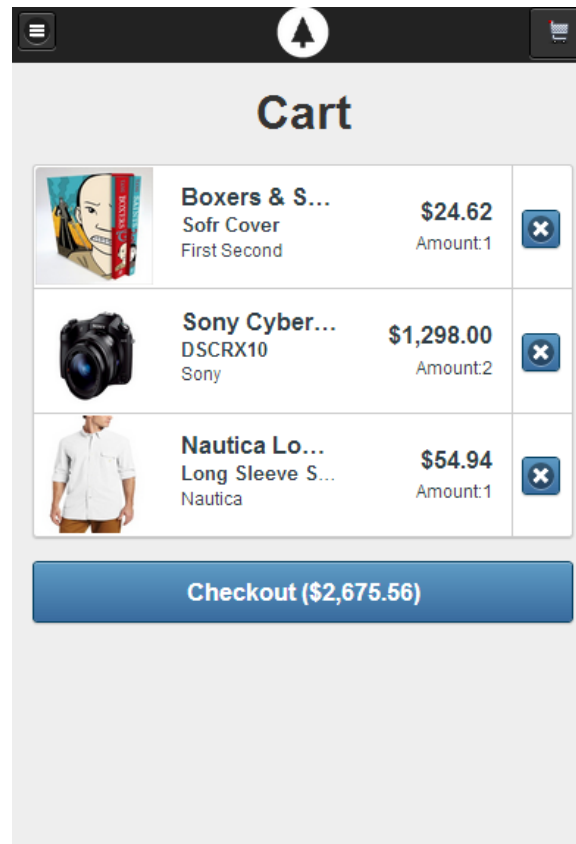 Cart
Boxers & S...
Sofr Cover
First Second
$24.62
Amount:1
Sony Cyber...
DSCRX10
Sony
$1,298.00
Amount:2
Nautica Lo...
Long Sleeve S...
Nautica
$54.94
Amount:1
Checkout ($2,675.56)